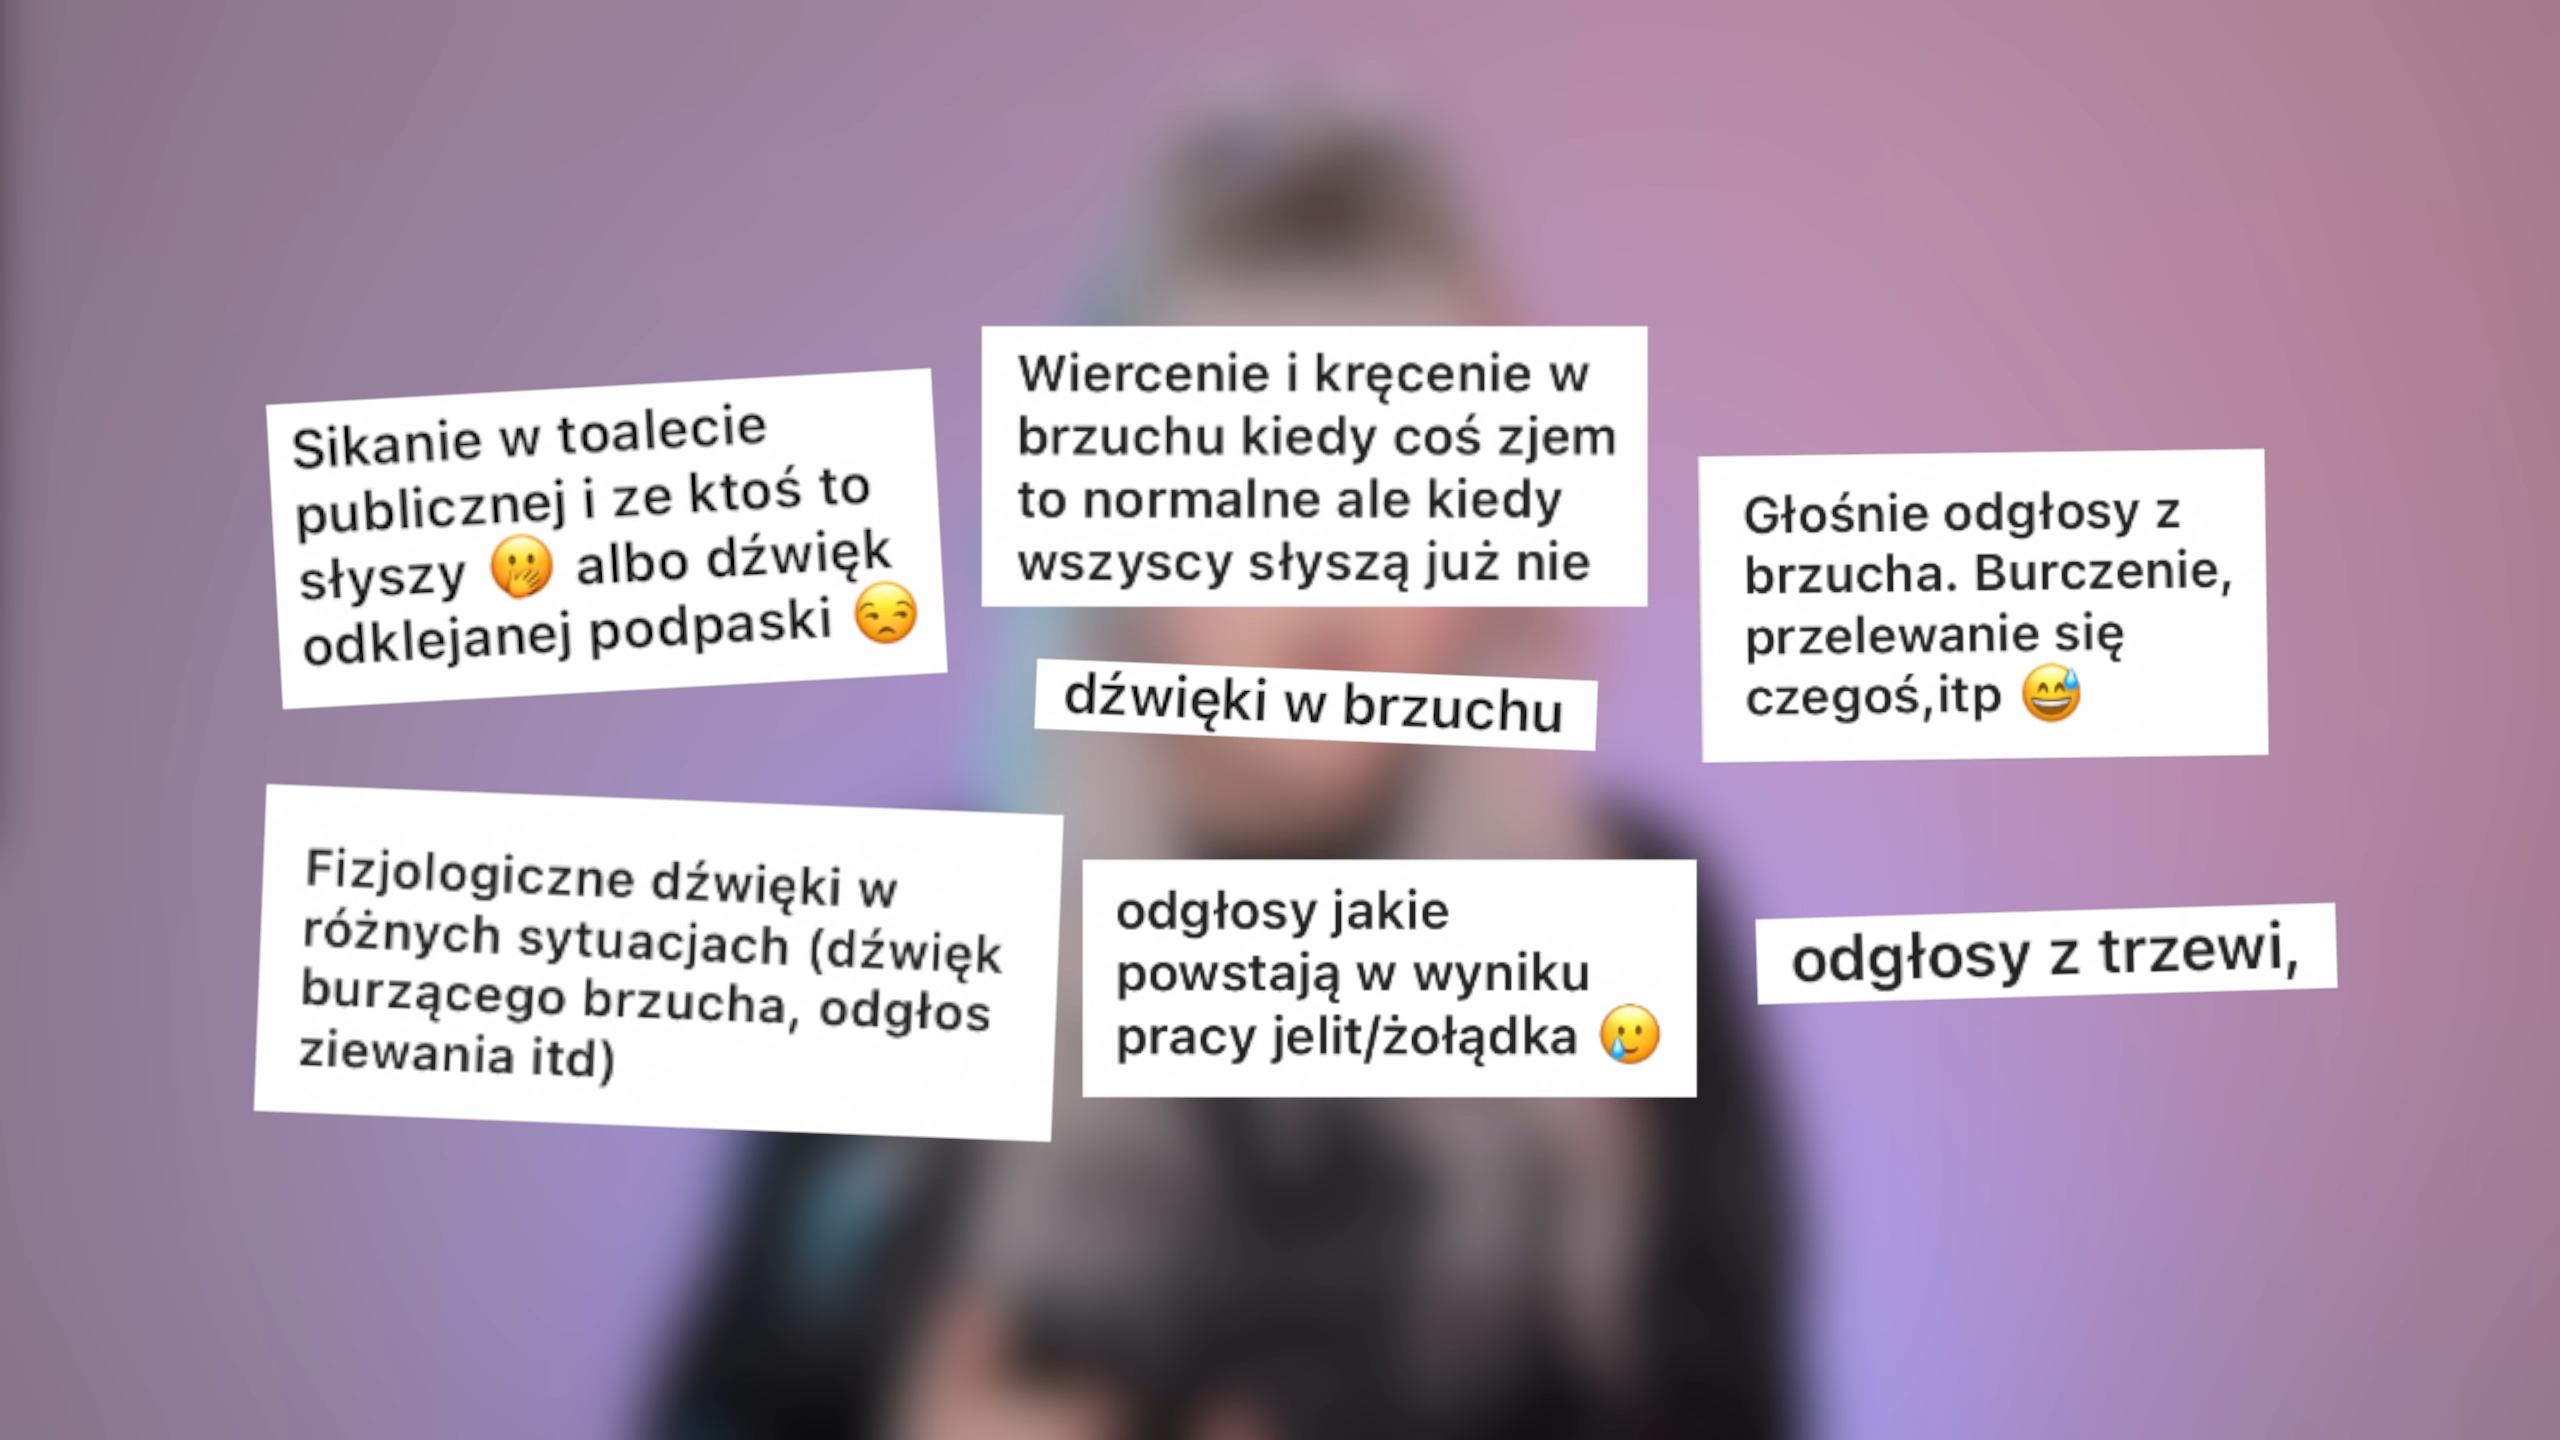 Sikanie w toalecie
publicznej i ze ktoś to
słyszy 🤭 albo dźwięk
odklejanej podpaski 😒
Wiercenie i kręcenie w
brzuchu kiedy coś zjem
to normalne ale kiedy
wszyscy słyszą już nie
dźwięki w brzuchu
Głośnie odgłosy z
brzucha. Burczenie,
przelewanie się
czegoś,itp 😅
Fizjologiczne dźwięki w
różnych sytuacjach (dźwięk
burzącego brzucha, odgłos
ziewania itd)
odgłosy jakie
powstają w wyniku
pracy jelit/żołądka 🥲
odgłosy z trzewi,